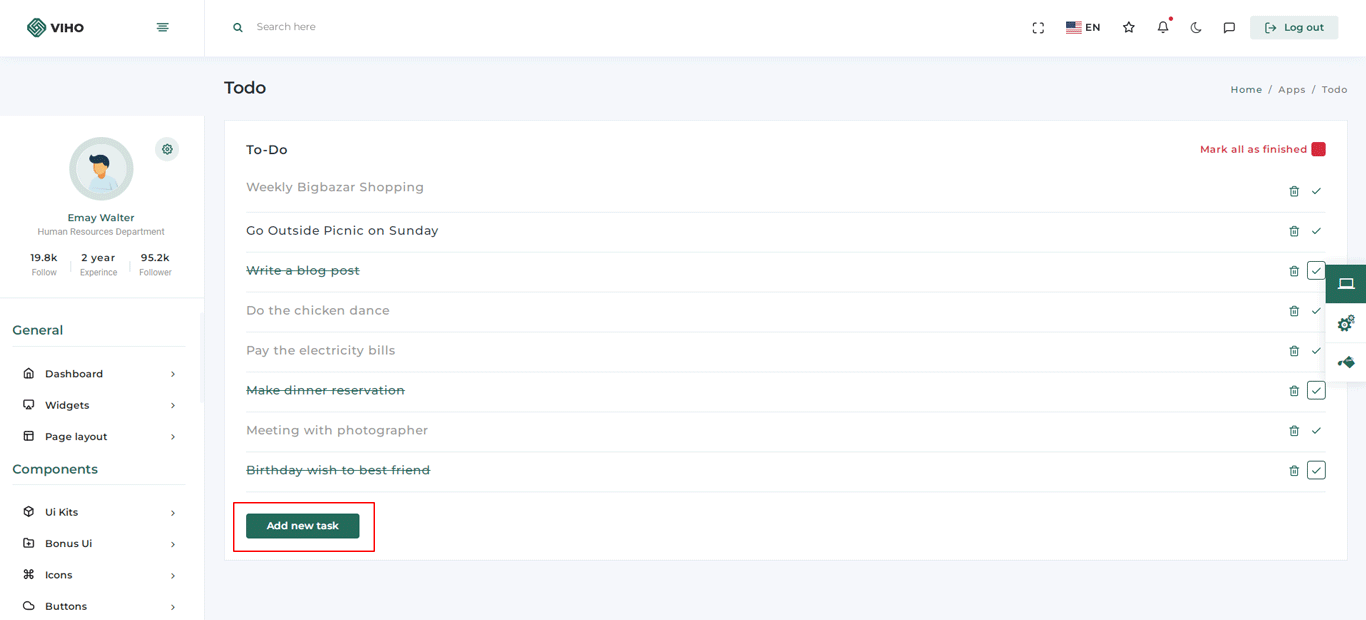 VIHO
Search here
EN
Log out
Todo
Home / Apps / Todo
Emay Walter
Human Resources Department
19.8k 2 year 95.2k
Follow Experince Follower
General
Dashboard
Widgets
Page layout
Components
Ui Kits
Bonus Ui
Icons
Buttons
To-Do
Mark all as finished
Weekly Bigbazar Shopping
Go Outside Picnic on Sunday
Write a blog post
Do the chicken dance
Pay the electricity bills
Make dinner reservation
Meeting with photographer
Birthday wish to best friend
Add new task